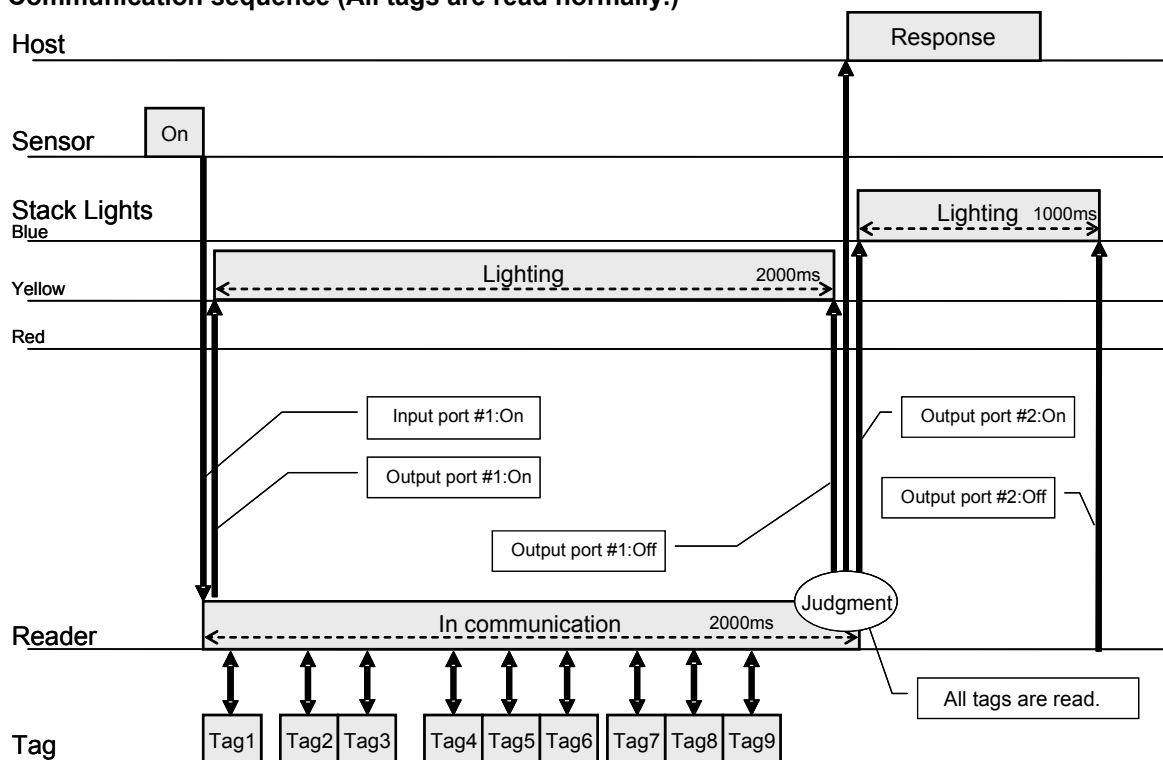 Communication sequence (All tags are read normally.)
Host
Response
Sensor
On
Stack Lights
Blue
Lighting 1000ms
Yellow
Lighting 2000ms
Red
Input port #1:On
Output port #1:On
Output port #1:Off
Output port #2:On
Output port #2:Off
Judgment
Reader
In communication 2000ms
All tags are read.
Tag
Tag1 Tag2 Tag3 Tag4 Tag5 Tag6 Tag7 Tag8 Tag9